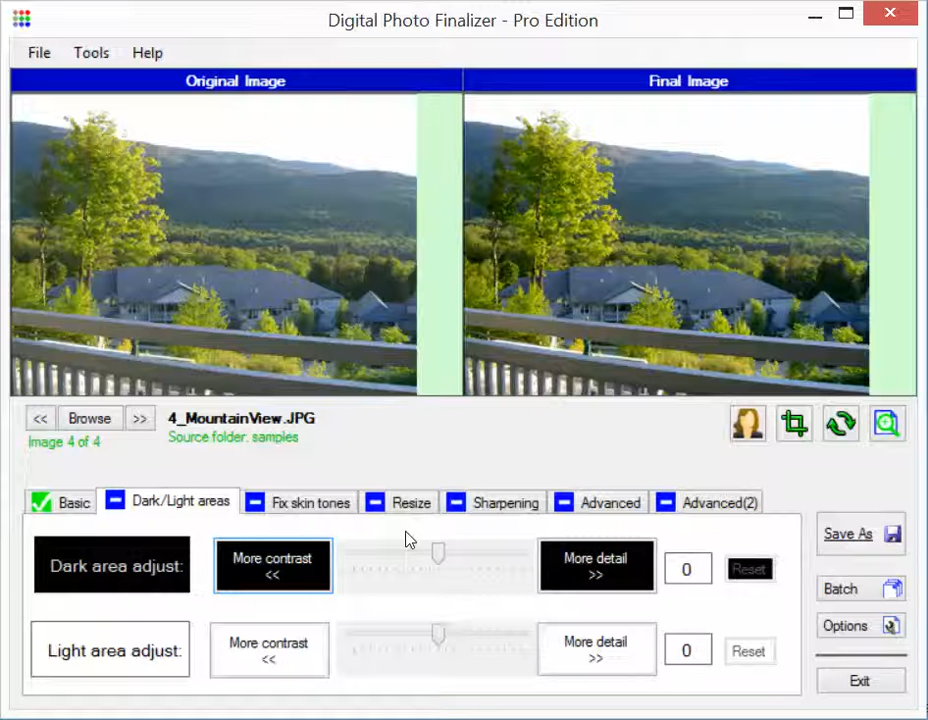 Digital Photo Finalizer - Pro Edition
File Tools Help
Original Image Final Image
<< Browse >> 4_MountainView.JPG
Image 4 of 4 Source folder: samples
Basic Dark/Light areas Fix skin tones Resize Sharpening Advanced Advanced(2)
Save As
Dark area adjust: More contrast << More detail >> 0 Reset
Batch
Options
Light area adjust: More contrast << More detail >> 0 Reset
Exit